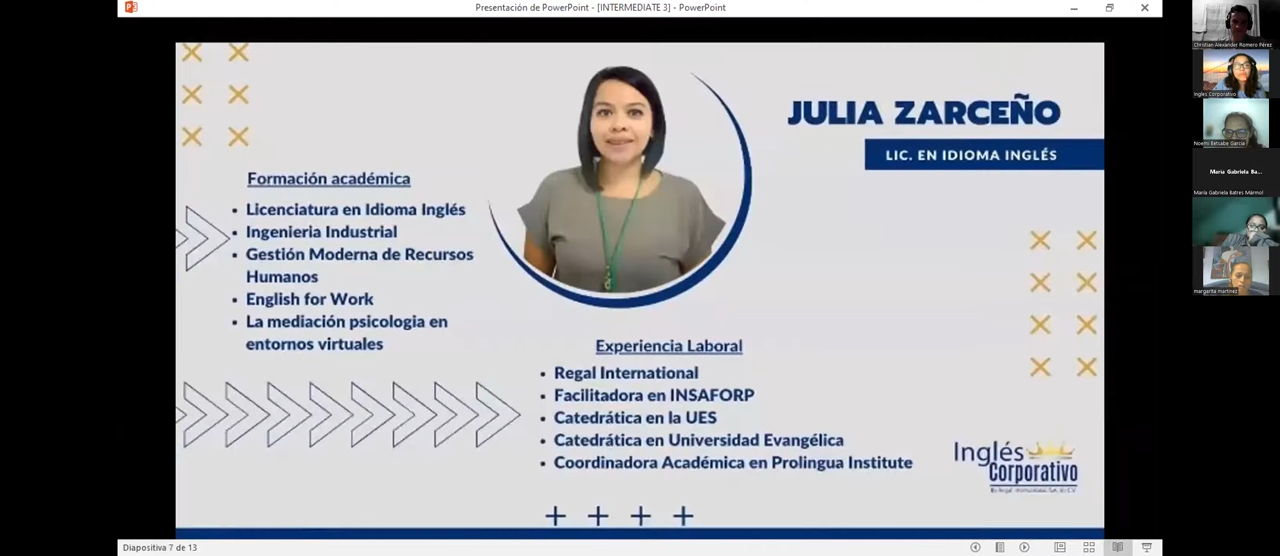 Presentación de PowerPoint - [INTERMEDIATE 3] - PowerPoint
JULIA ZARCEÑO
LIC. EN IDIOMA INGLÉS
Formación académica
• Licenciatura en Idioma Inglés
• Ingenieria Industrial
• Gestión Moderna de Recursos
Humanos
• English for Work
• La mediación psicologia en
entornos virtuales
Experiencia Laboral
• Regal International
• Facilitadora en INSAFORP
• Catedrática en la UES
• Catedrática en Universidad Evangélica
• Coordinadora Académica en Prolingua Institute
Inglés
Corporativo
Diapositiva 7 de 13
Christian Alexander Romero Pérez
Ingles Corporativo
Noemi Betsabe Garcia
Maria Gabriela Ba...
Maria Gabriela Batres Mármol
margarita martinez